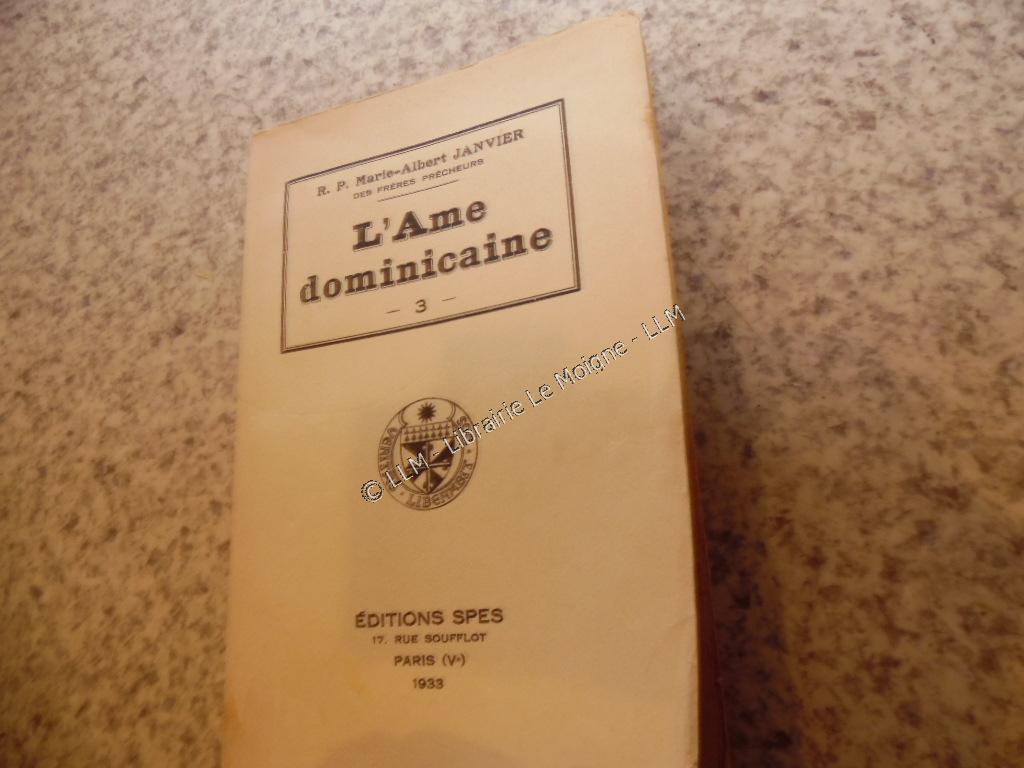 R. P. Marie-Albert JANVIER
DES FRÈRES PRÊCHEURS
L'Ame
dominicaine
— 3 —
© LLM - Librairie Le Moigne - LLM
LIBERABIT
ÉDITIONS SPES
17, RUE SOUFFLOT
PARIS (Vᵉ)
1933